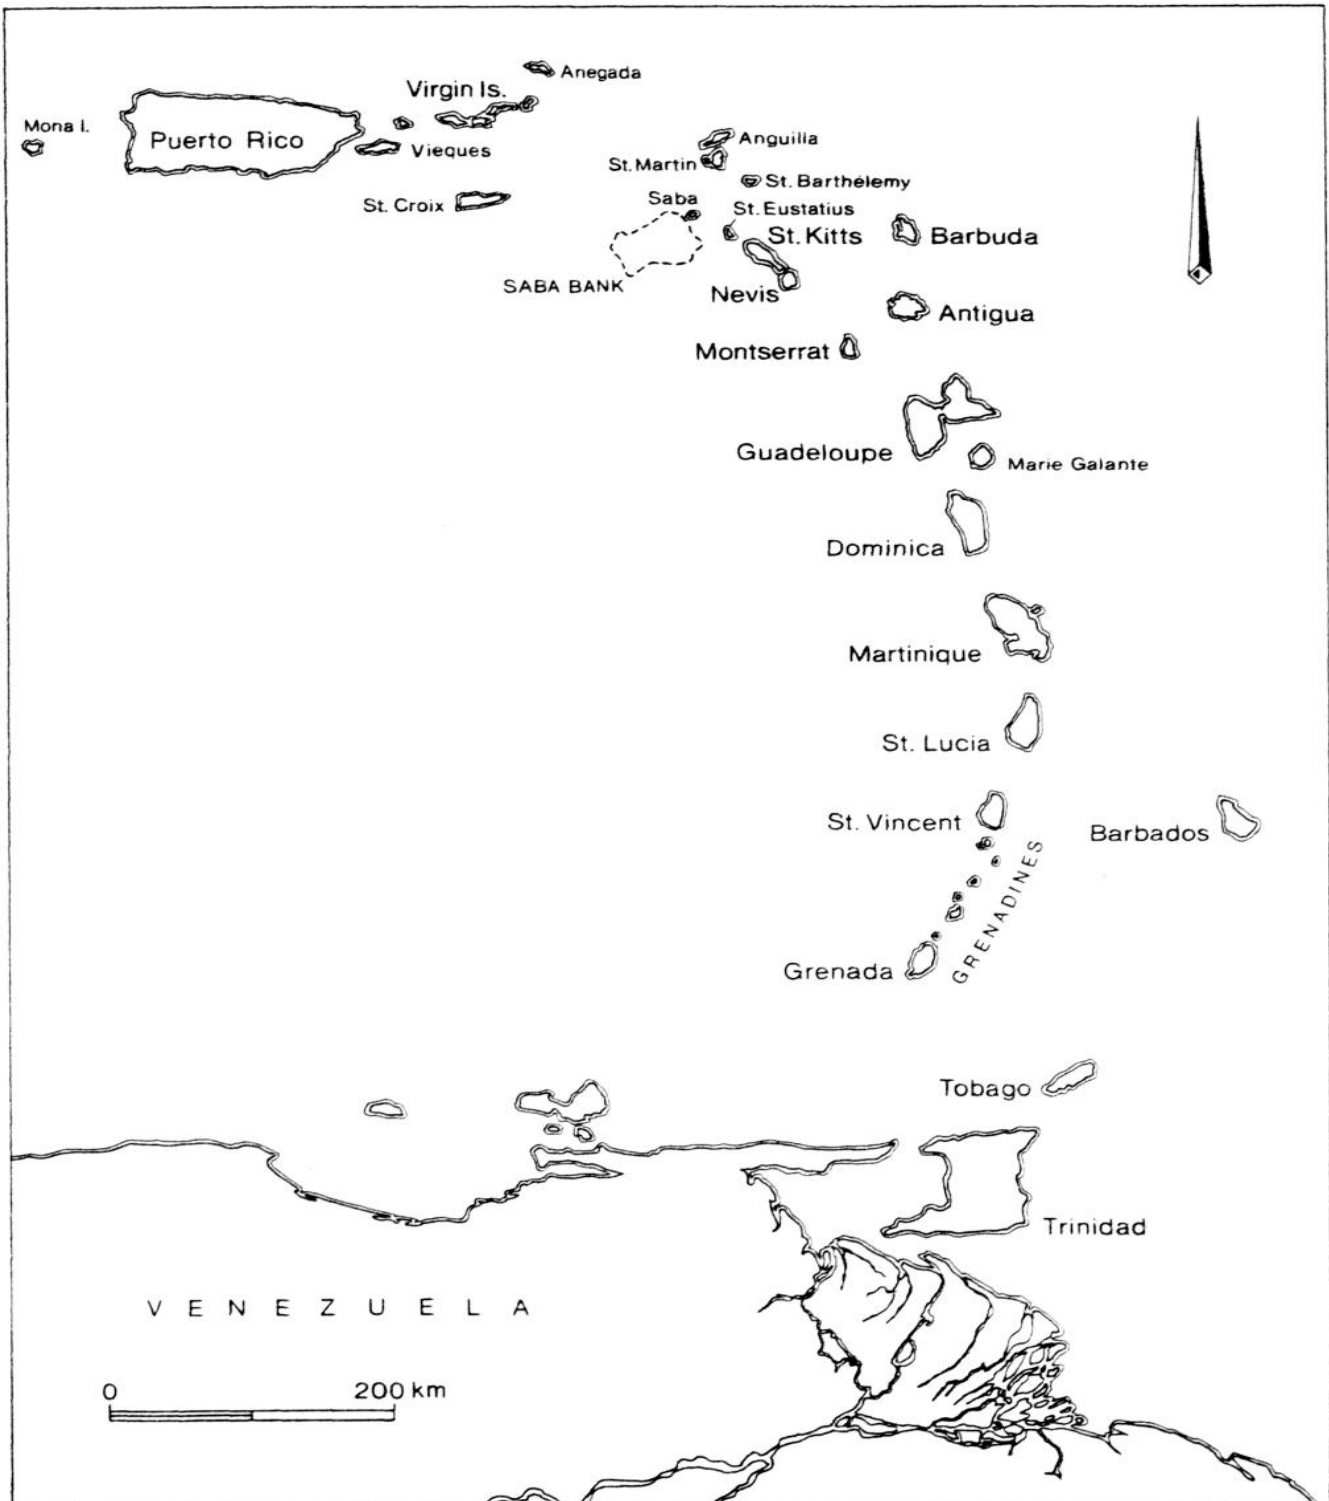 Anegada
Virgin Is.
Mona I.
Puerto Rico
Vieques
Anguilla
St. Martin
St. Barthélemy
St. Croix
Saba
St. Eustatius
St. Kitts
Barbuda
SABA BANK
Nevis
Antigua
Montserrat
Guadeloupe
Marie Galante
Dominica
Martinique
St. Lucia
St. Vincent
Barbados
GRENADINES
Grenada
Tobago
Trinidad
VENEZUELA
0 200 km